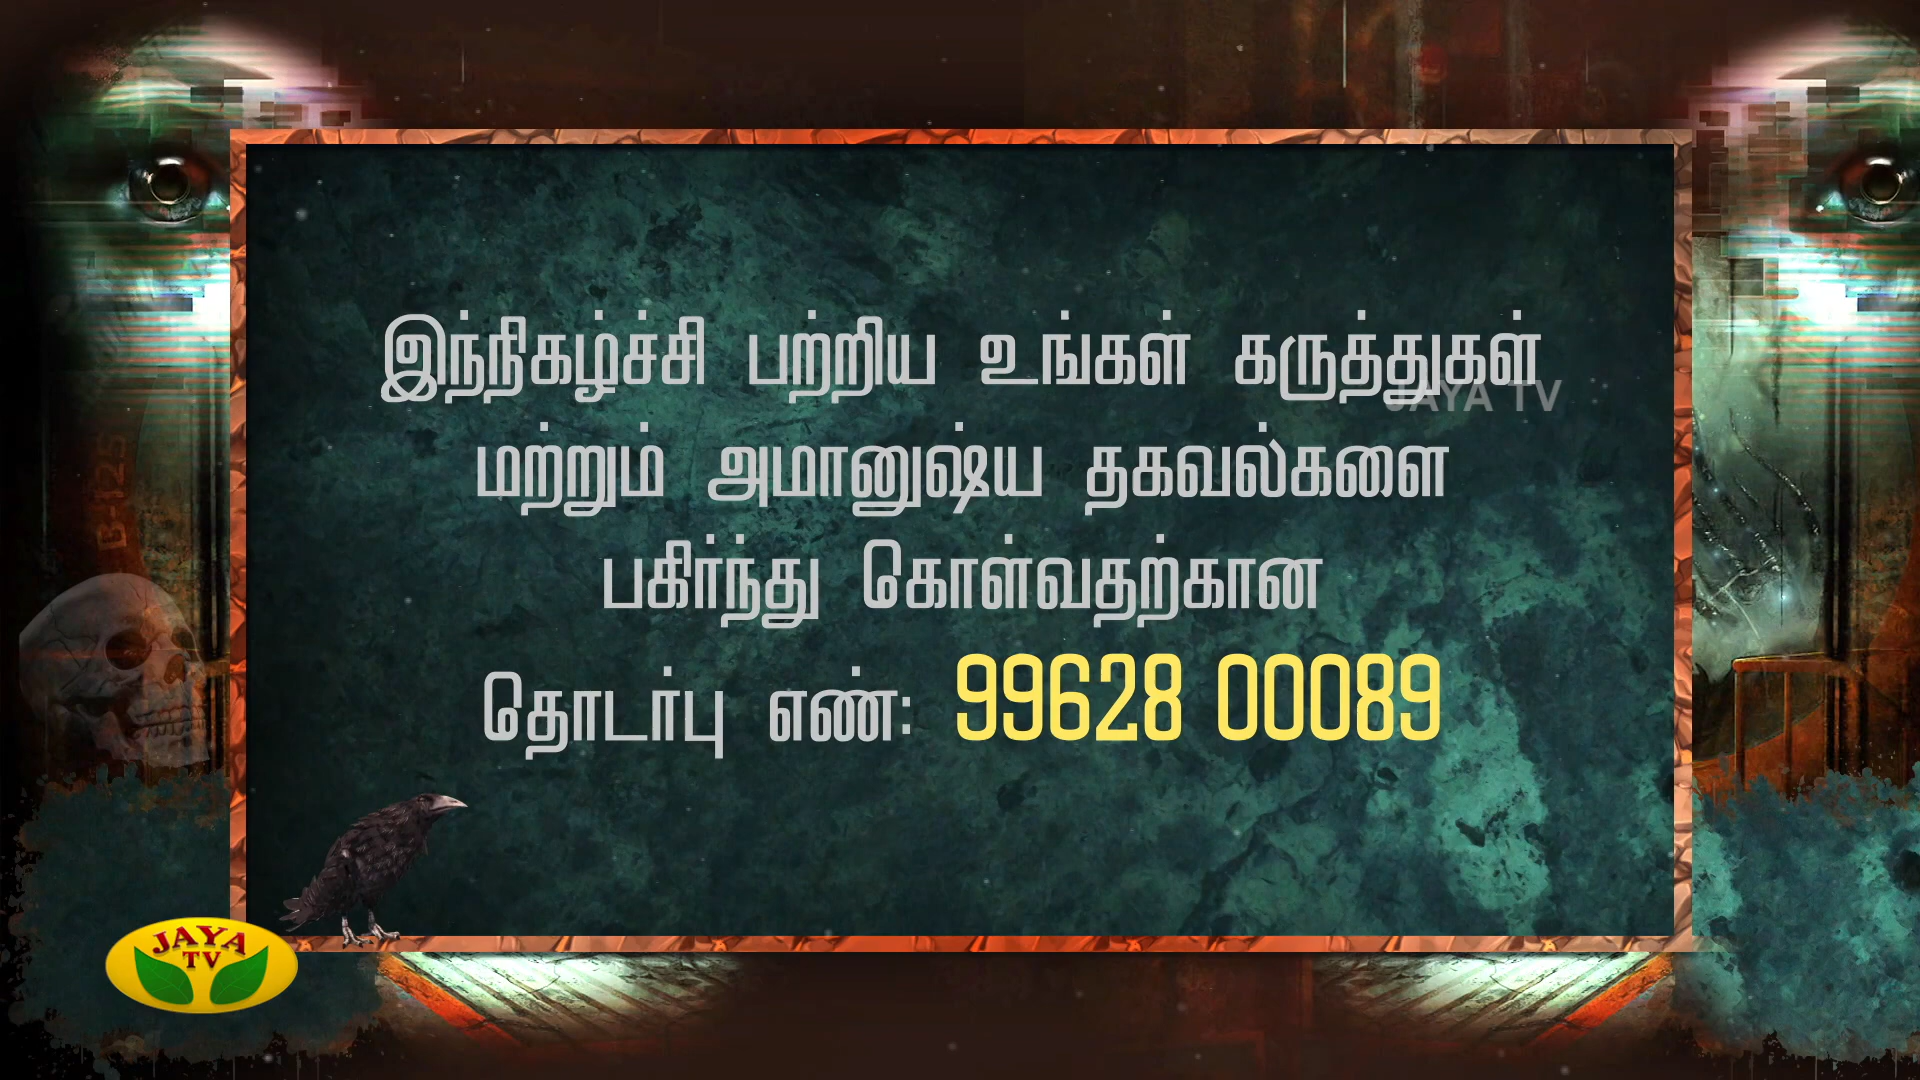 இந்நிகழ்ச்சி பற்றிய உங்கள் கருத்துகள்
JAYA TV
மற்றும் அமானுஷ்ய தகவல்களை
பகிர்ந்து கொள்வதற்கான
தொடர்பு எண்: 99628 00089
B-125
JAYA
TV